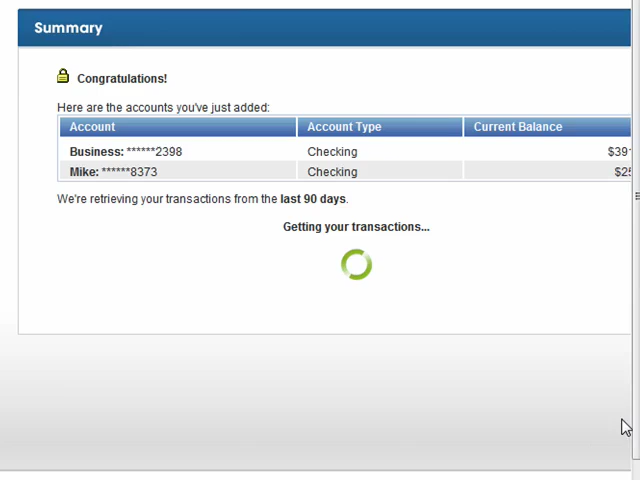 Summary
Congratulations!
Here are the accounts you've just added:
Account Account Type Current Balance
Business: ******2398 Checking
Mike: ******8373 Checking
We're retrieving your transactions from the last 90 days.
Getting your transactions...